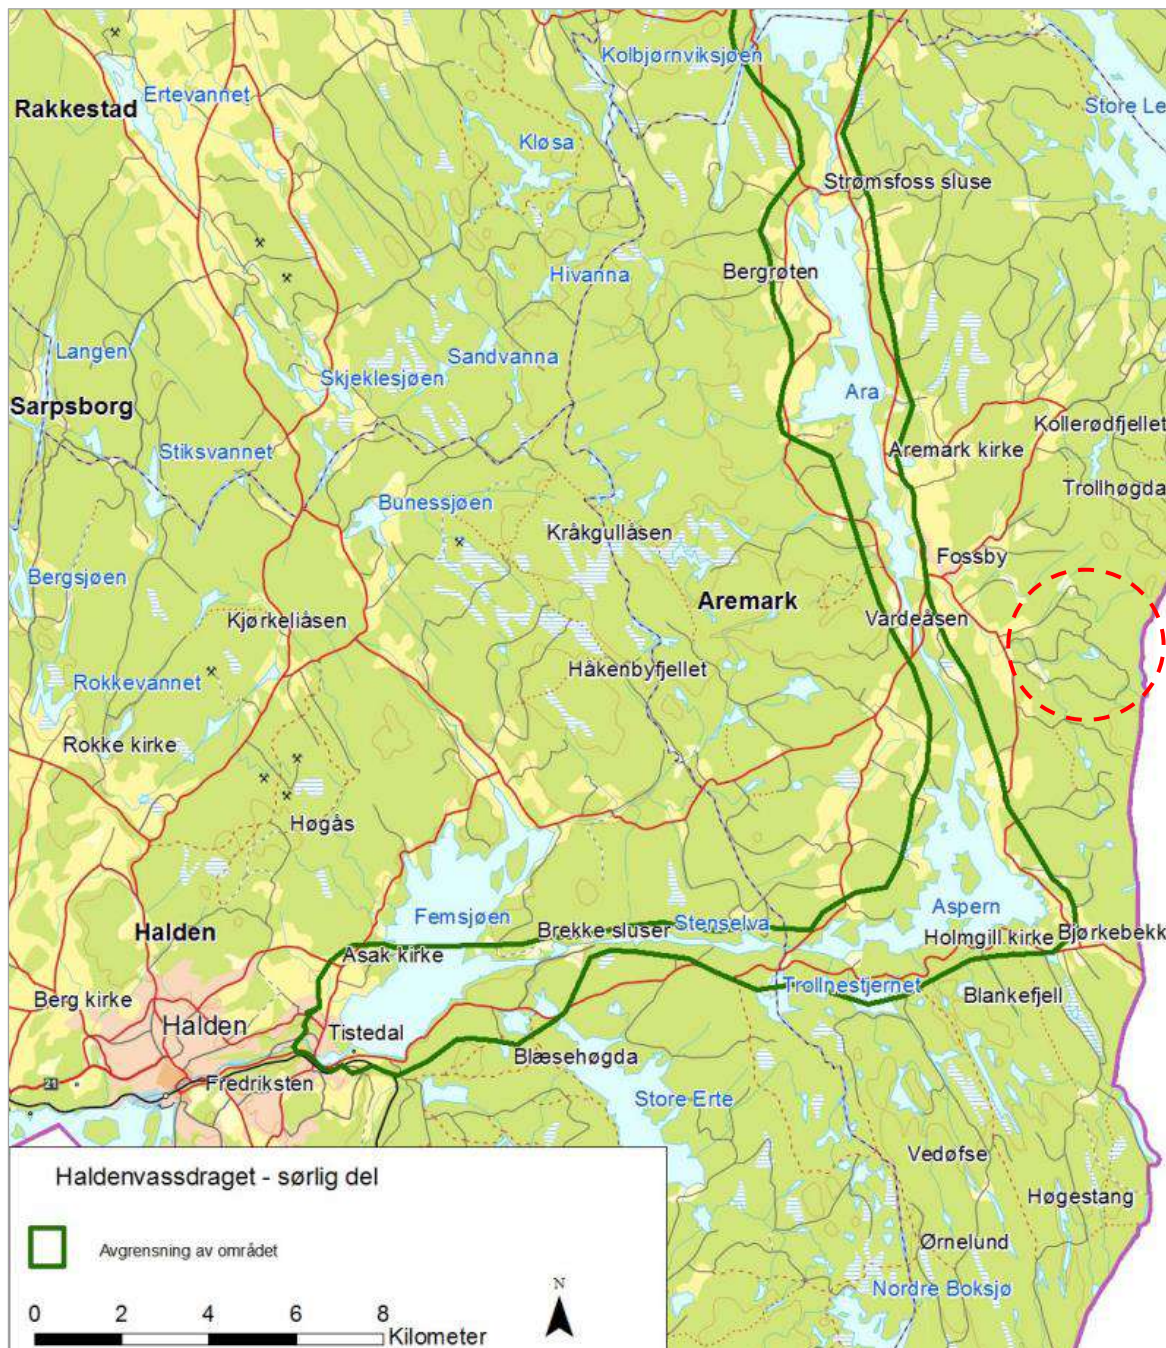 Kolbjørnviksjøen
Ertevannet
Rakkestad
Store Le
Kløsa
Strømsfoss sluse
Bergrøten
Hivanna
Langen
Sandvanna
Skjeklesjøen
Ara
Sarpsborg
Kollerødfjellet
Aremark kirke
Stiksvannet
Trollhøgda
Bunessjøen
Kråkgullåsen
Fossby
Bergsjøen
Aremark
Kjørkeliåsen
Vardeåsen
Håkenbyfjellet
Rokkevannet
Rokke kirke
Høgås
Femsjøen
Aspern
Stenselva
Halden
Brekke sluser
Holmgill kirke
Bjørkebekk
Asak kirke
Trollnestjernet
Blankefjell
Berg kirke
Halden
Tistedal
Blæsehøgda
Fredriksten
Store Erte
Vedøfse
Høgestang
Ørnelund
Nordre Boksjø
Haldenvassdraget - sørlig del
Avgrensning av området
N
0 2 4 6 8
Kilometer